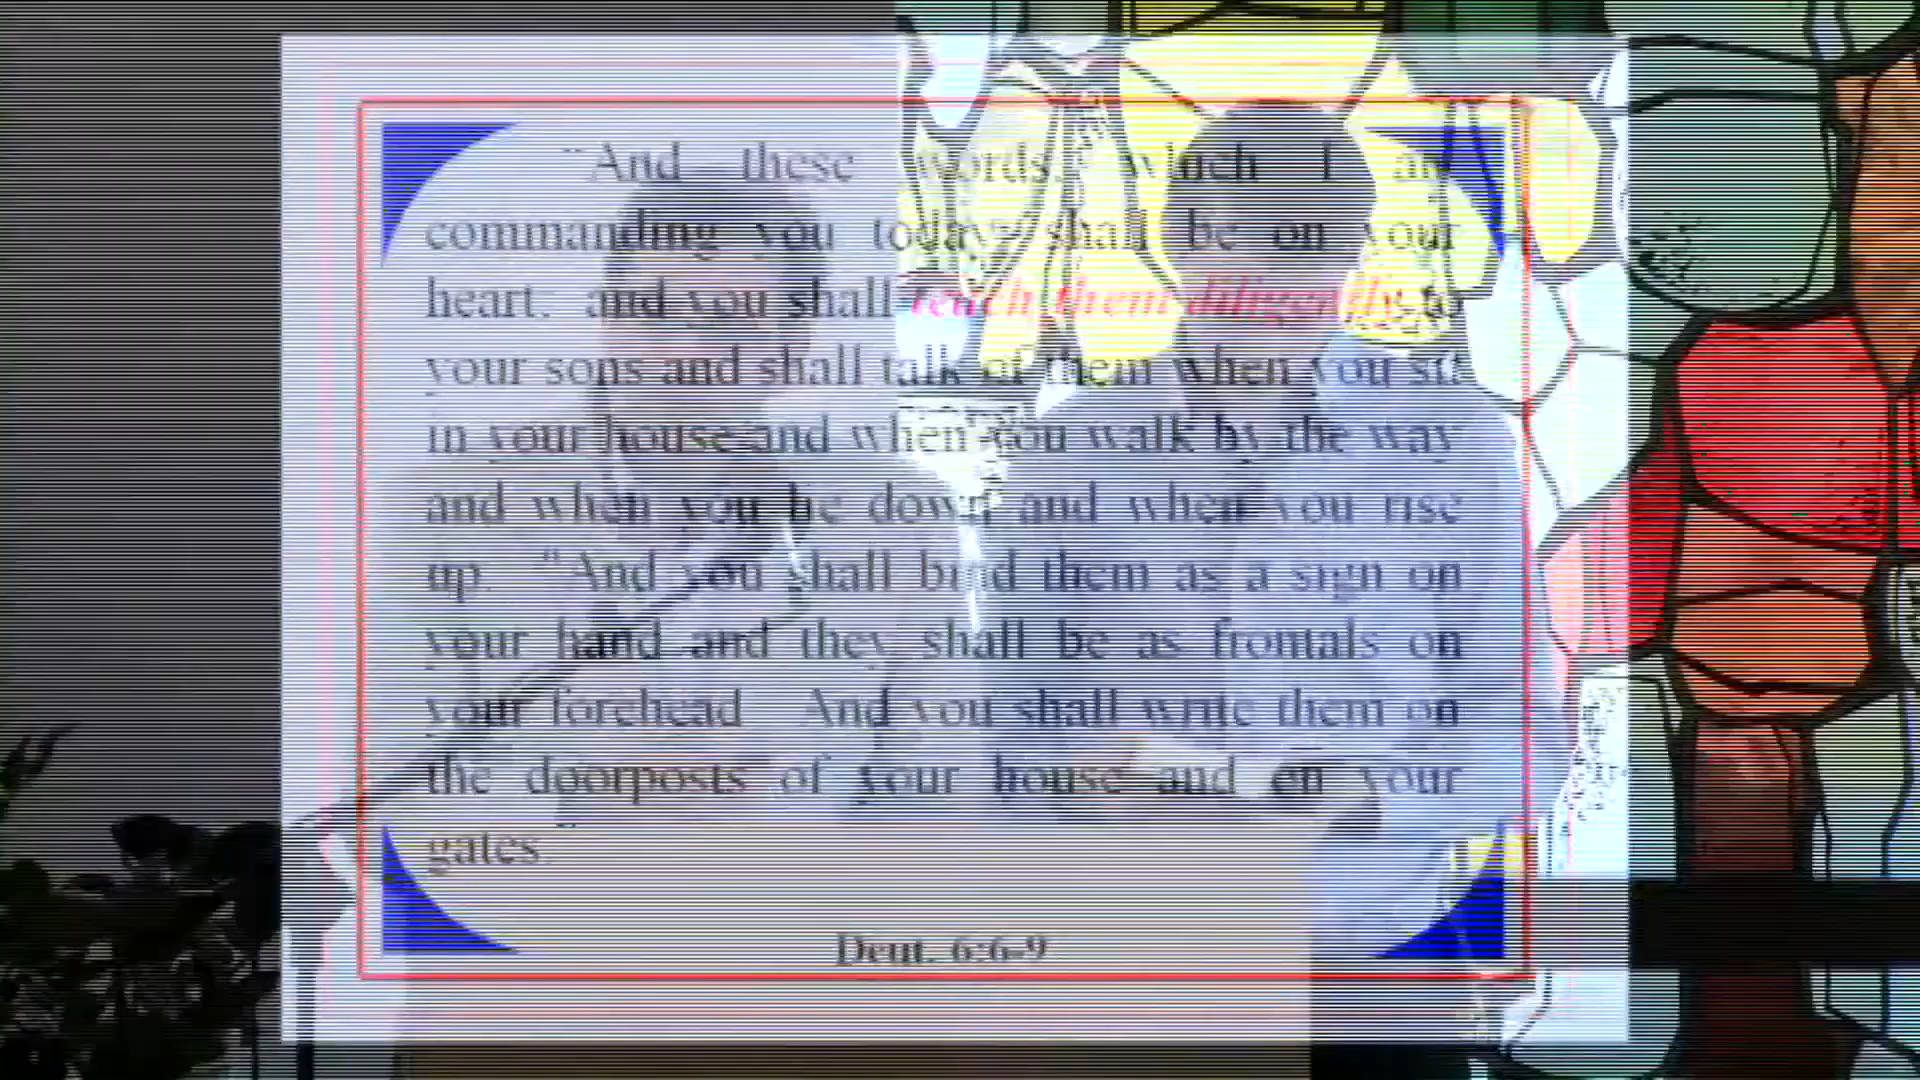 "And these words, which I am
commanding you today, shall be on your
heart; and you shall teach them diligently to
your sons and shall talk of them when you sit
in your house and when you walk by the way
and when you lie down and when you rise
up. "And you shall bind them as a sign on
your hand and they shall be as frontals on
your forehead. And you shall write them on
the doorposts of your house and on your
gates."
Deut. 6:6-9